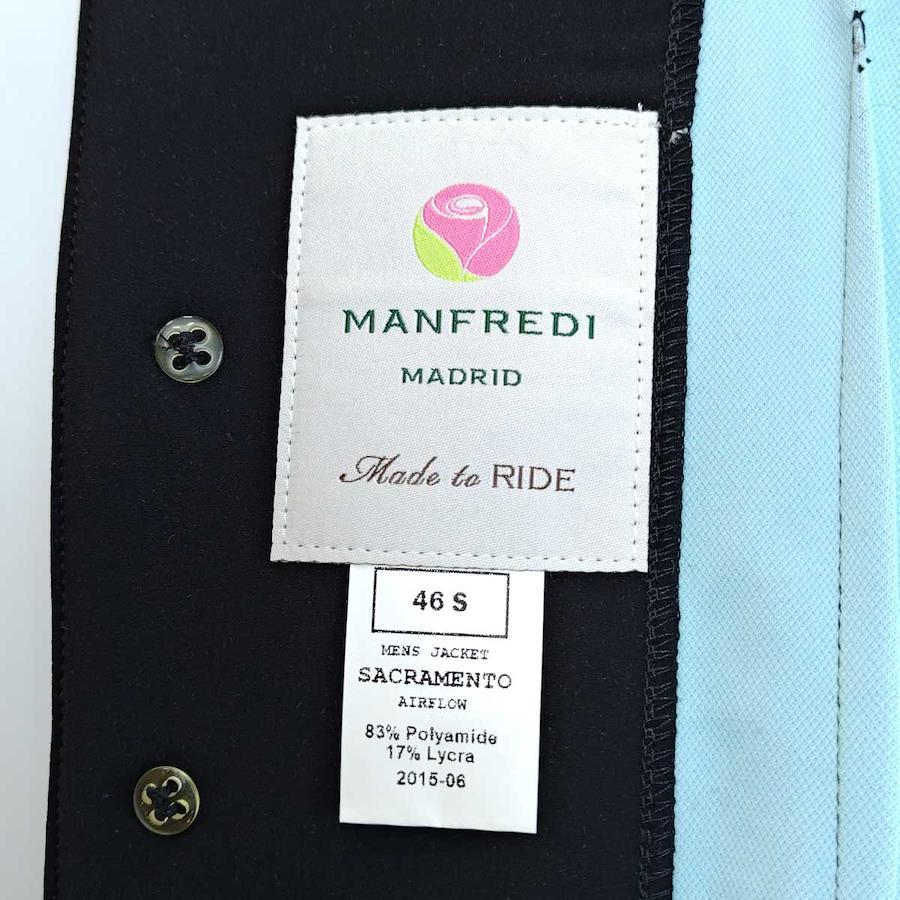 MANFREDI
MADRID
Made to RIDE
46 S
MENS JACKET
SACRAMENTO
AIRFLOW
83% Polyamide
17% Lycra
2015-06